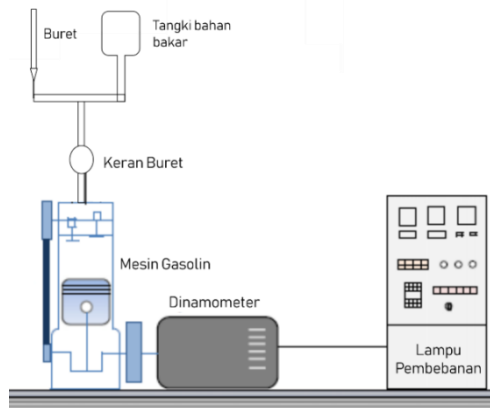 Buret
Tangki bahan
bakar
Keran Buret
Mesin Gasolin
Dinamometer
Lampu
Pembebanan